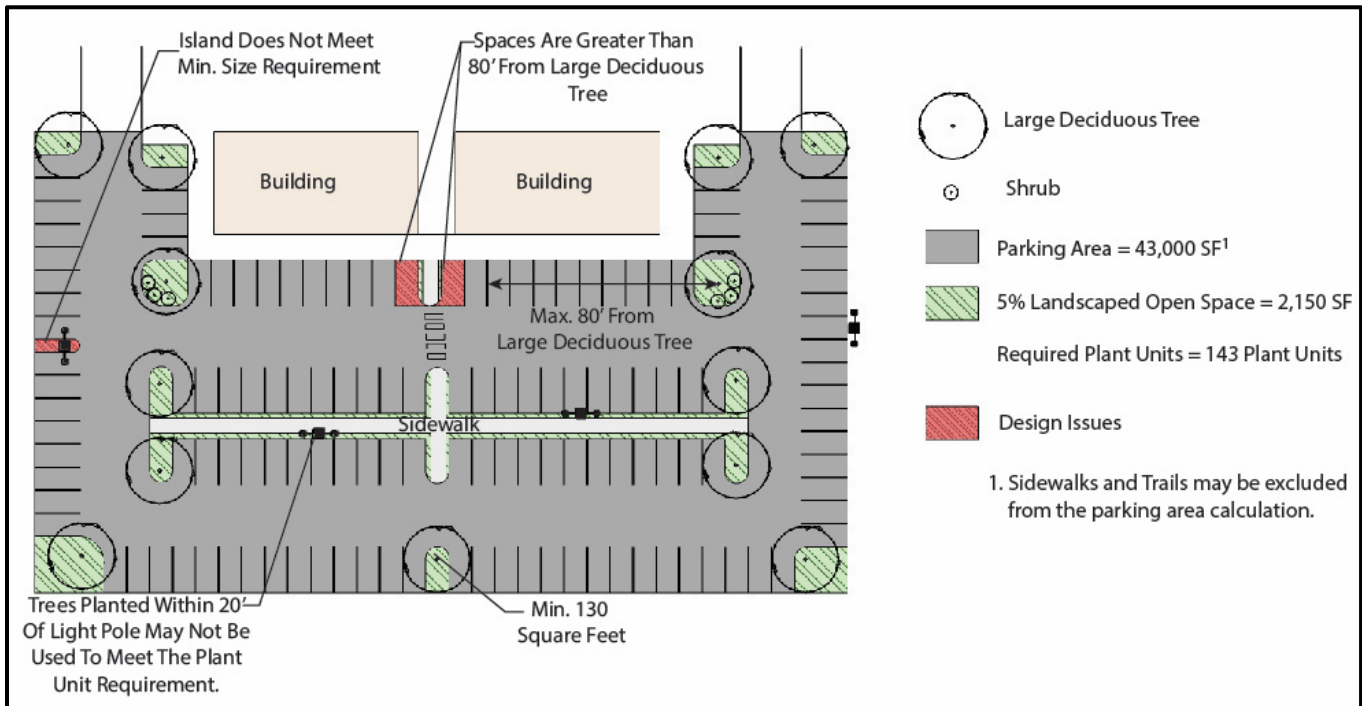 Island Does Not Meet
Min. Size Requirement
Spaces Are Greater Than
80' From Large Deciduous
Tree
Building
Building
Max. 80' From
Large Deciduous Tree
Sidewalk
Trees Planted Within 20'
Of Light Pole May Not Be
Used To Meet The Plant
Unit Requirement.
Min. 130
Square Feet
Large Deciduous Tree
Shrub
Parking Area = 43,000 SF¹
5% Landscaped Open Space = 2,150 SF
Required Plant Units = 143 Plant Units
Design Issues
1. Sidewalks and Trails may be excluded
from the parking area calculation.